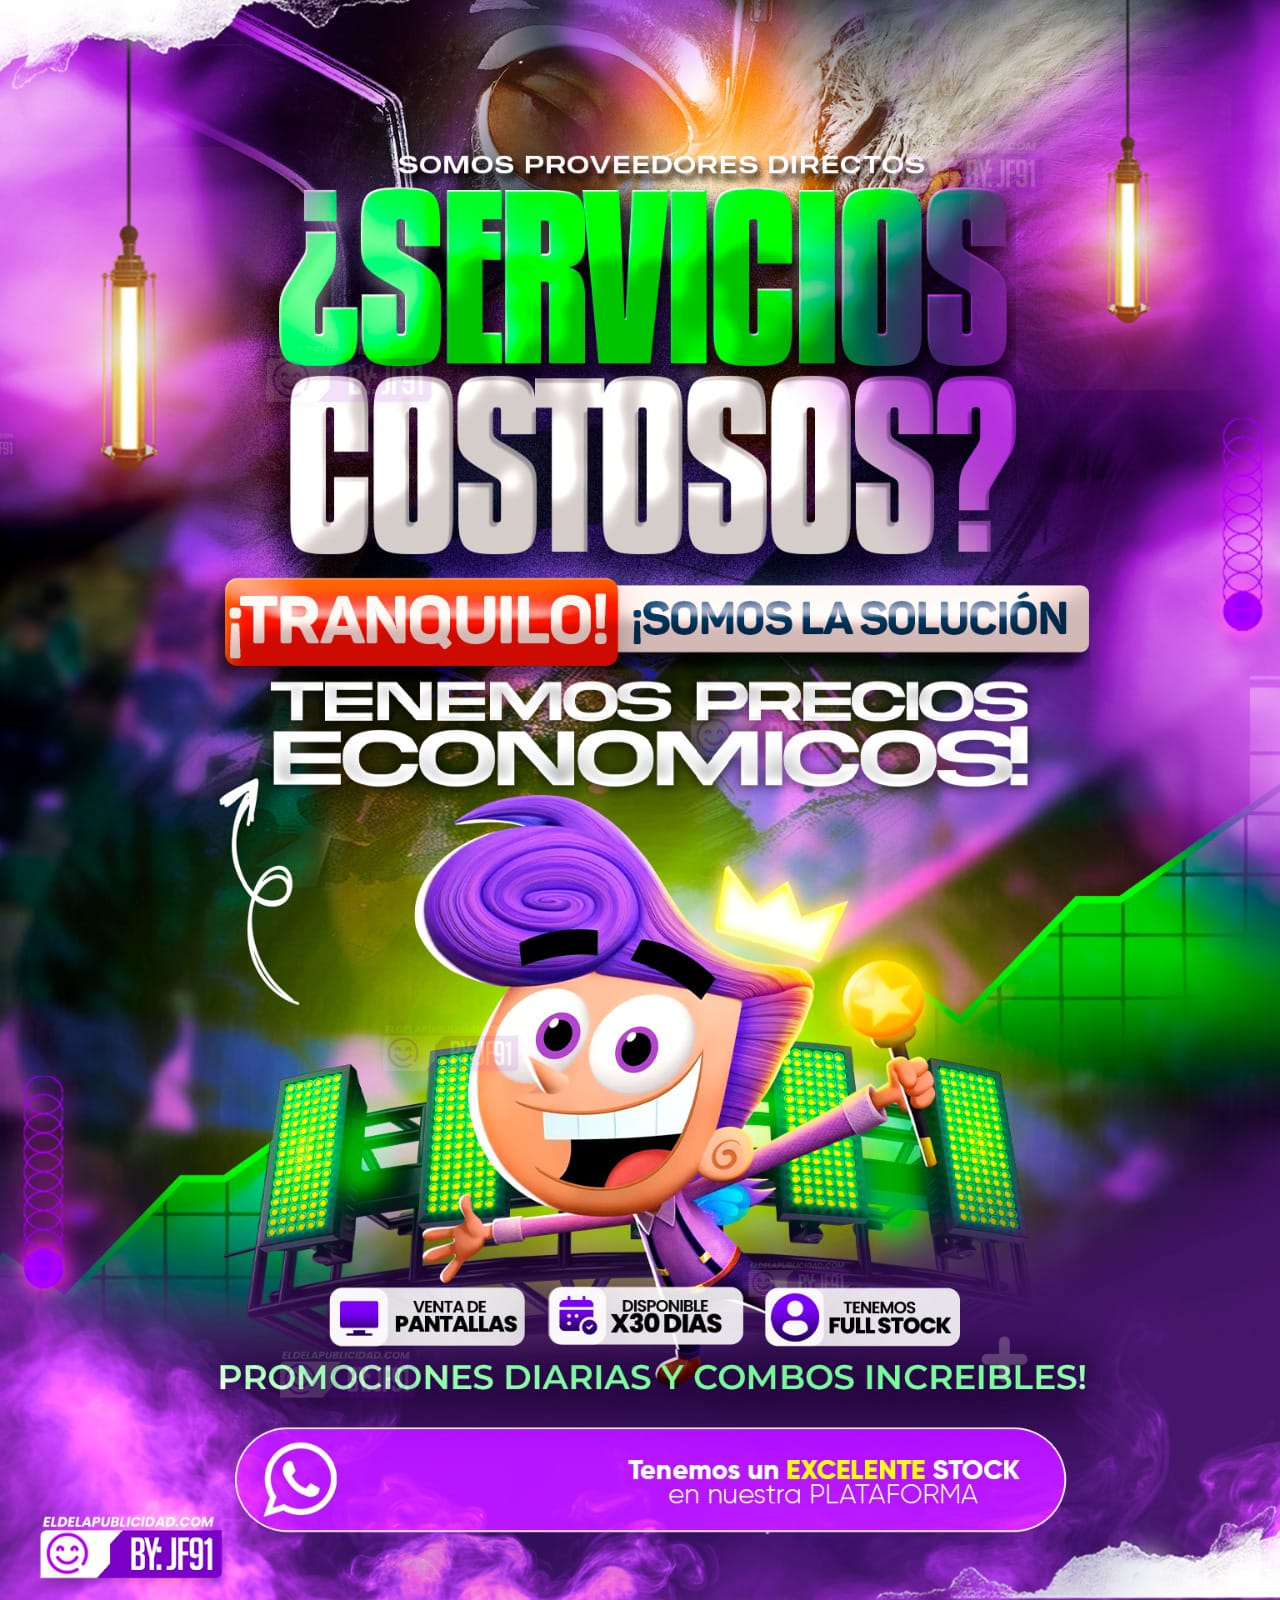 SOMOS PROVEEDORES DIRECTOS
¿SERVICIOS
COSTOSOS?
¡TRANQUILO! ¡SOMOS LA SOLUCIÓN
TENEMOS PRECIOS
ECONOMICOS!
VENTA DE
PANTALLAS
DISPONIBLE
X30 DIAS
TENEMOS
FULL STOCK
PROMOCIONES DIARIAS Y COMBOS INCREIBLES!
Tenemos un EXCELENTE STOCK
en nuestra PLATAFORMA
ELDELAPUBLICIDAD.COM
BY: JF91